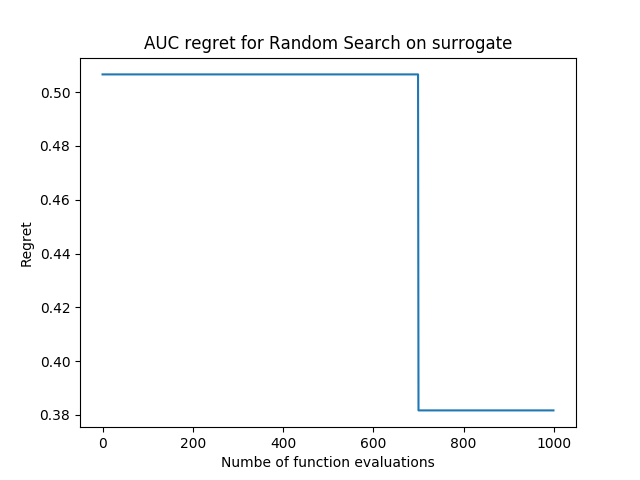 AUC regret for Random Search on surrogate
0.50
0.48
0.46
0.44
0.42
0.40
0.38
Regret
0 200 400 600 800 1000
Numbe of function evaluations